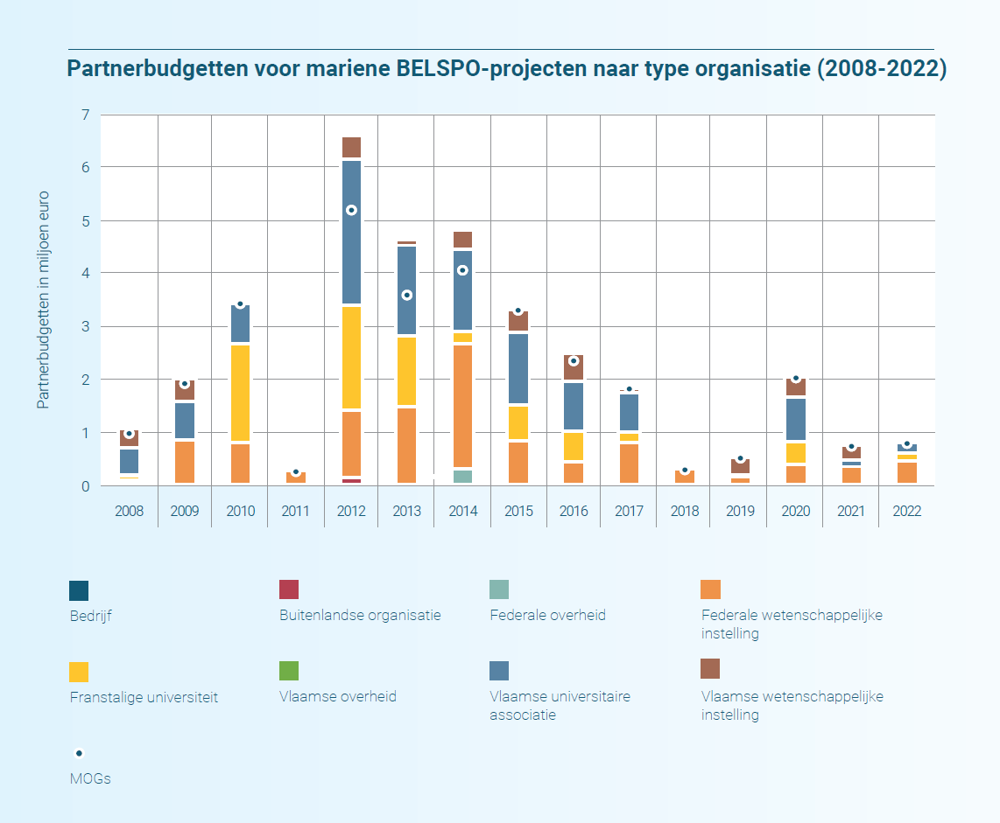 Partnerbudgetten voor mariene BELSPO-projecten naar type organisatie (2008-2022)
Partnerbudgetten in miljoen euro
7
6
5
4
3
2
1
0
2008 2009 2010 2011 2012 2013 2014 2015 2016 2017 2018 2019 2020 2021 2022
Bedrijf
Buitenlandse organisatie
Federale overheid
Federale wetenschappelijke
instelling
Franstalige universiteit
Vlaamse overheid
Vlaamse universitaire
associatie
Vlaamse wetenschappelijke
instelling
MOGs